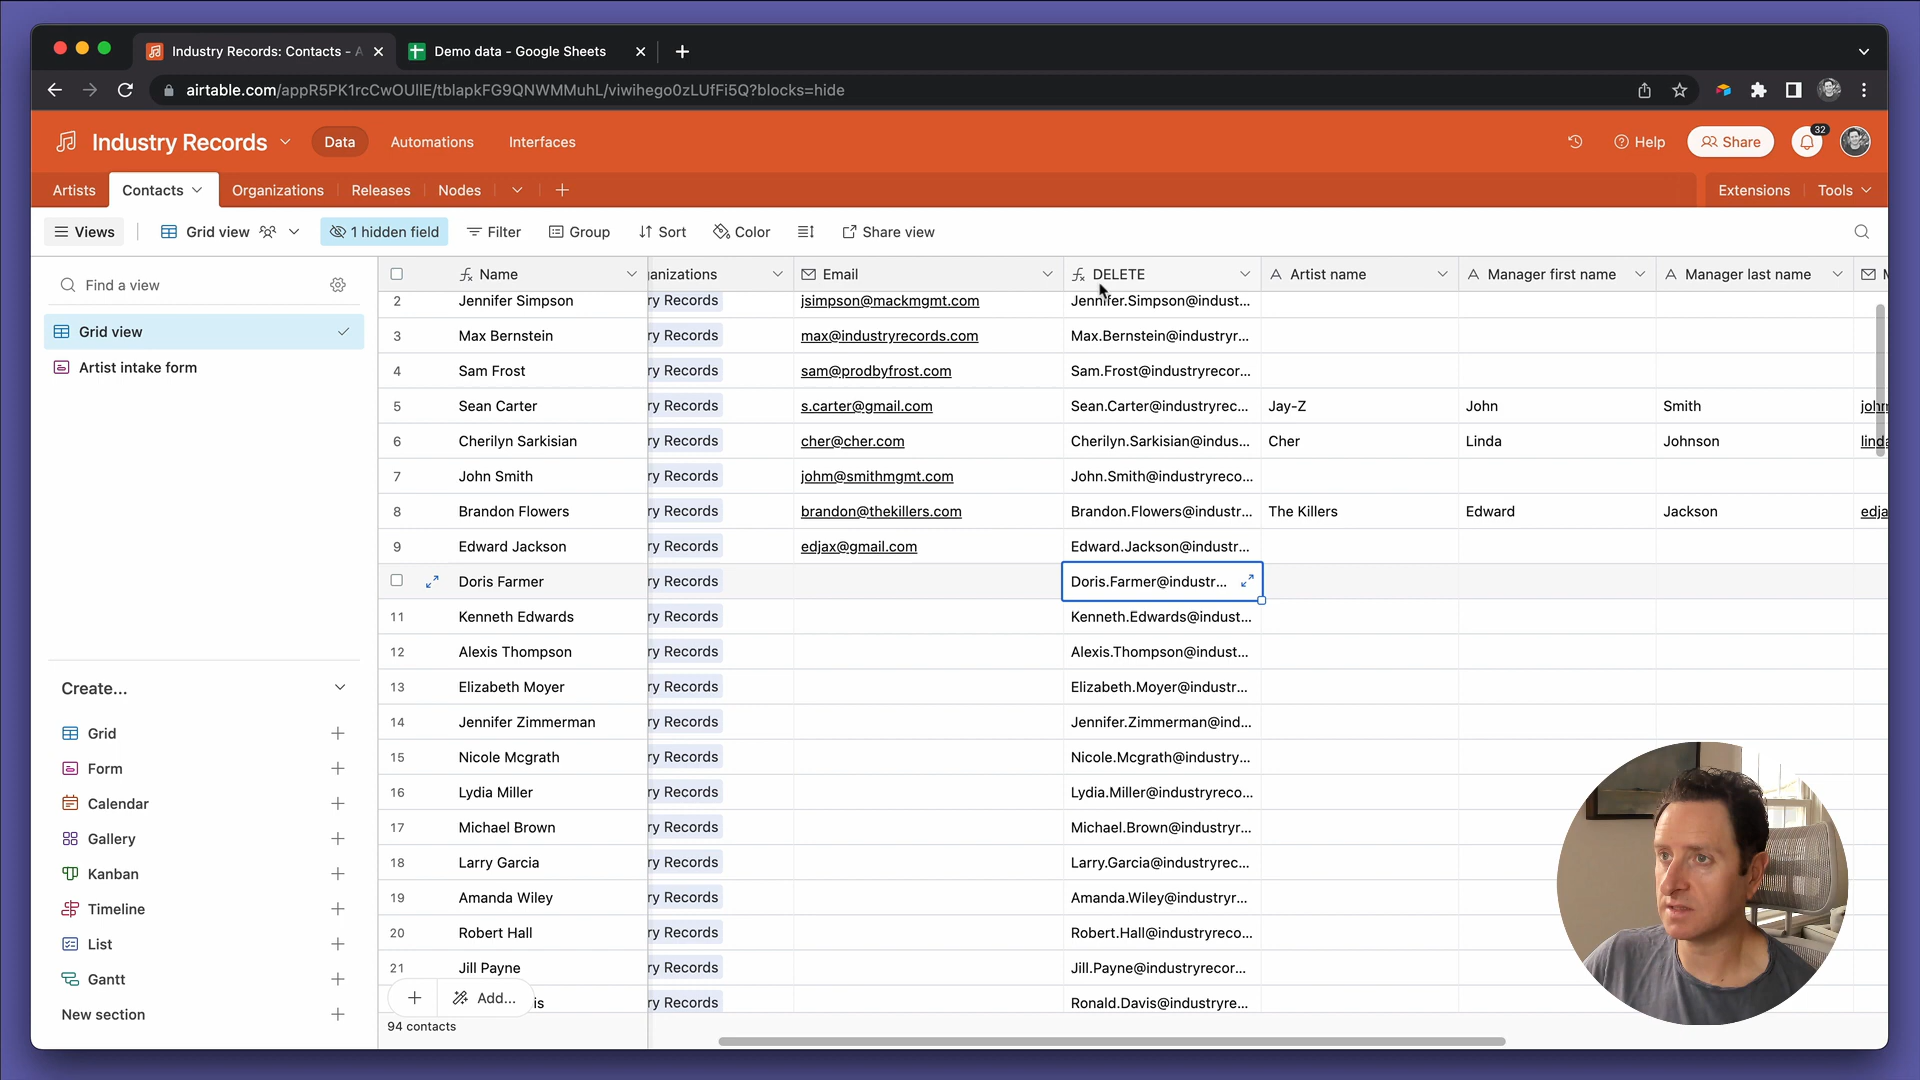 Industry Records: Contacts - A
Demo data - Google Sheets
airtable.com/appR5PK1rcCwOUllE/tblapkFG9QNWMMuhL/viwihego0zLUfFi5Q?blocks=hide
Industry Records
Data
Automations
Interfaces
Help
Share
32
Artists
Contacts
Organizations
Releases
Nodes
Extensions
Tools
Views
Grid view
1 hidden field
Filter
Group
Sort
Color
Share view
Find a view
Grid view
Artist intake form
Create...
Grid
Form
Calendar
Gallery
Kanban
Timeline
List
Gantt
New section
Name anizations Email DELETE Artist name Manager first name Manager last name M
2 Jennifer Simpson ry Records jsimpson@mackmgmt.com Jennifer.Simpson@indust...
3 Max Bernstein ry Records max@industryrecords.com Max.Bernstein@industryr...
4 Sam Frost ry Records sam@prodbyfrost.com Sam.Frost@industryrecor...
5 Sean Carter ry Records s.carter@gmail.com Sean.Carter@industryrec... Jay-Z John Smith john
6 Cherilyn Sarkisian ry Records cher@cher.com Cherilyn.Sarkisian@indus... Cher Linda Johnson linda
7 John Smith ry Records johm@smithmgmt.com John.Smith@industryreco...
8 Brandon Flowers ry Records brandon@thekillers.com Brandon.Flowers@industr... The Killers Edward Jackson edja
9 Edward Jackson ry Records edjax@gmail.com Edward.Jackson@industr...
Doris Farmer ry Records Doris.Farmer@industr...
11 Kenneth Edwards ry Records Kenneth.Edwards@indust...
12 Alexis Thompson ry Records Alexis.Thompson@indust...
13 Elizabeth Moyer ry Records Elizabeth.Moyer@industr...
14 Jennifer Zimmerman ry Records Jennifer.Zimmerman@ind...
15 Nicole Mcgrath ry Records Nicole.Mcgrath@industry...
16 Lydia Miller ry Records Lydia.Miller@industryreco...
17 Michael Brown ry Records Michael.Brown@industryr...
18 Larry Garcia ry Records Larry.Garcia@industryrec...
19 Amanda Wiley ry Records Amanda.Wiley@industryr...
20 Robert Hall ry Records Robert.Hall@industryreco...
21 Jill Payne ry Records Jill.Payne@industryrecor...
Add... is ry Records Ronald.Davis@industryre...
94 contacts